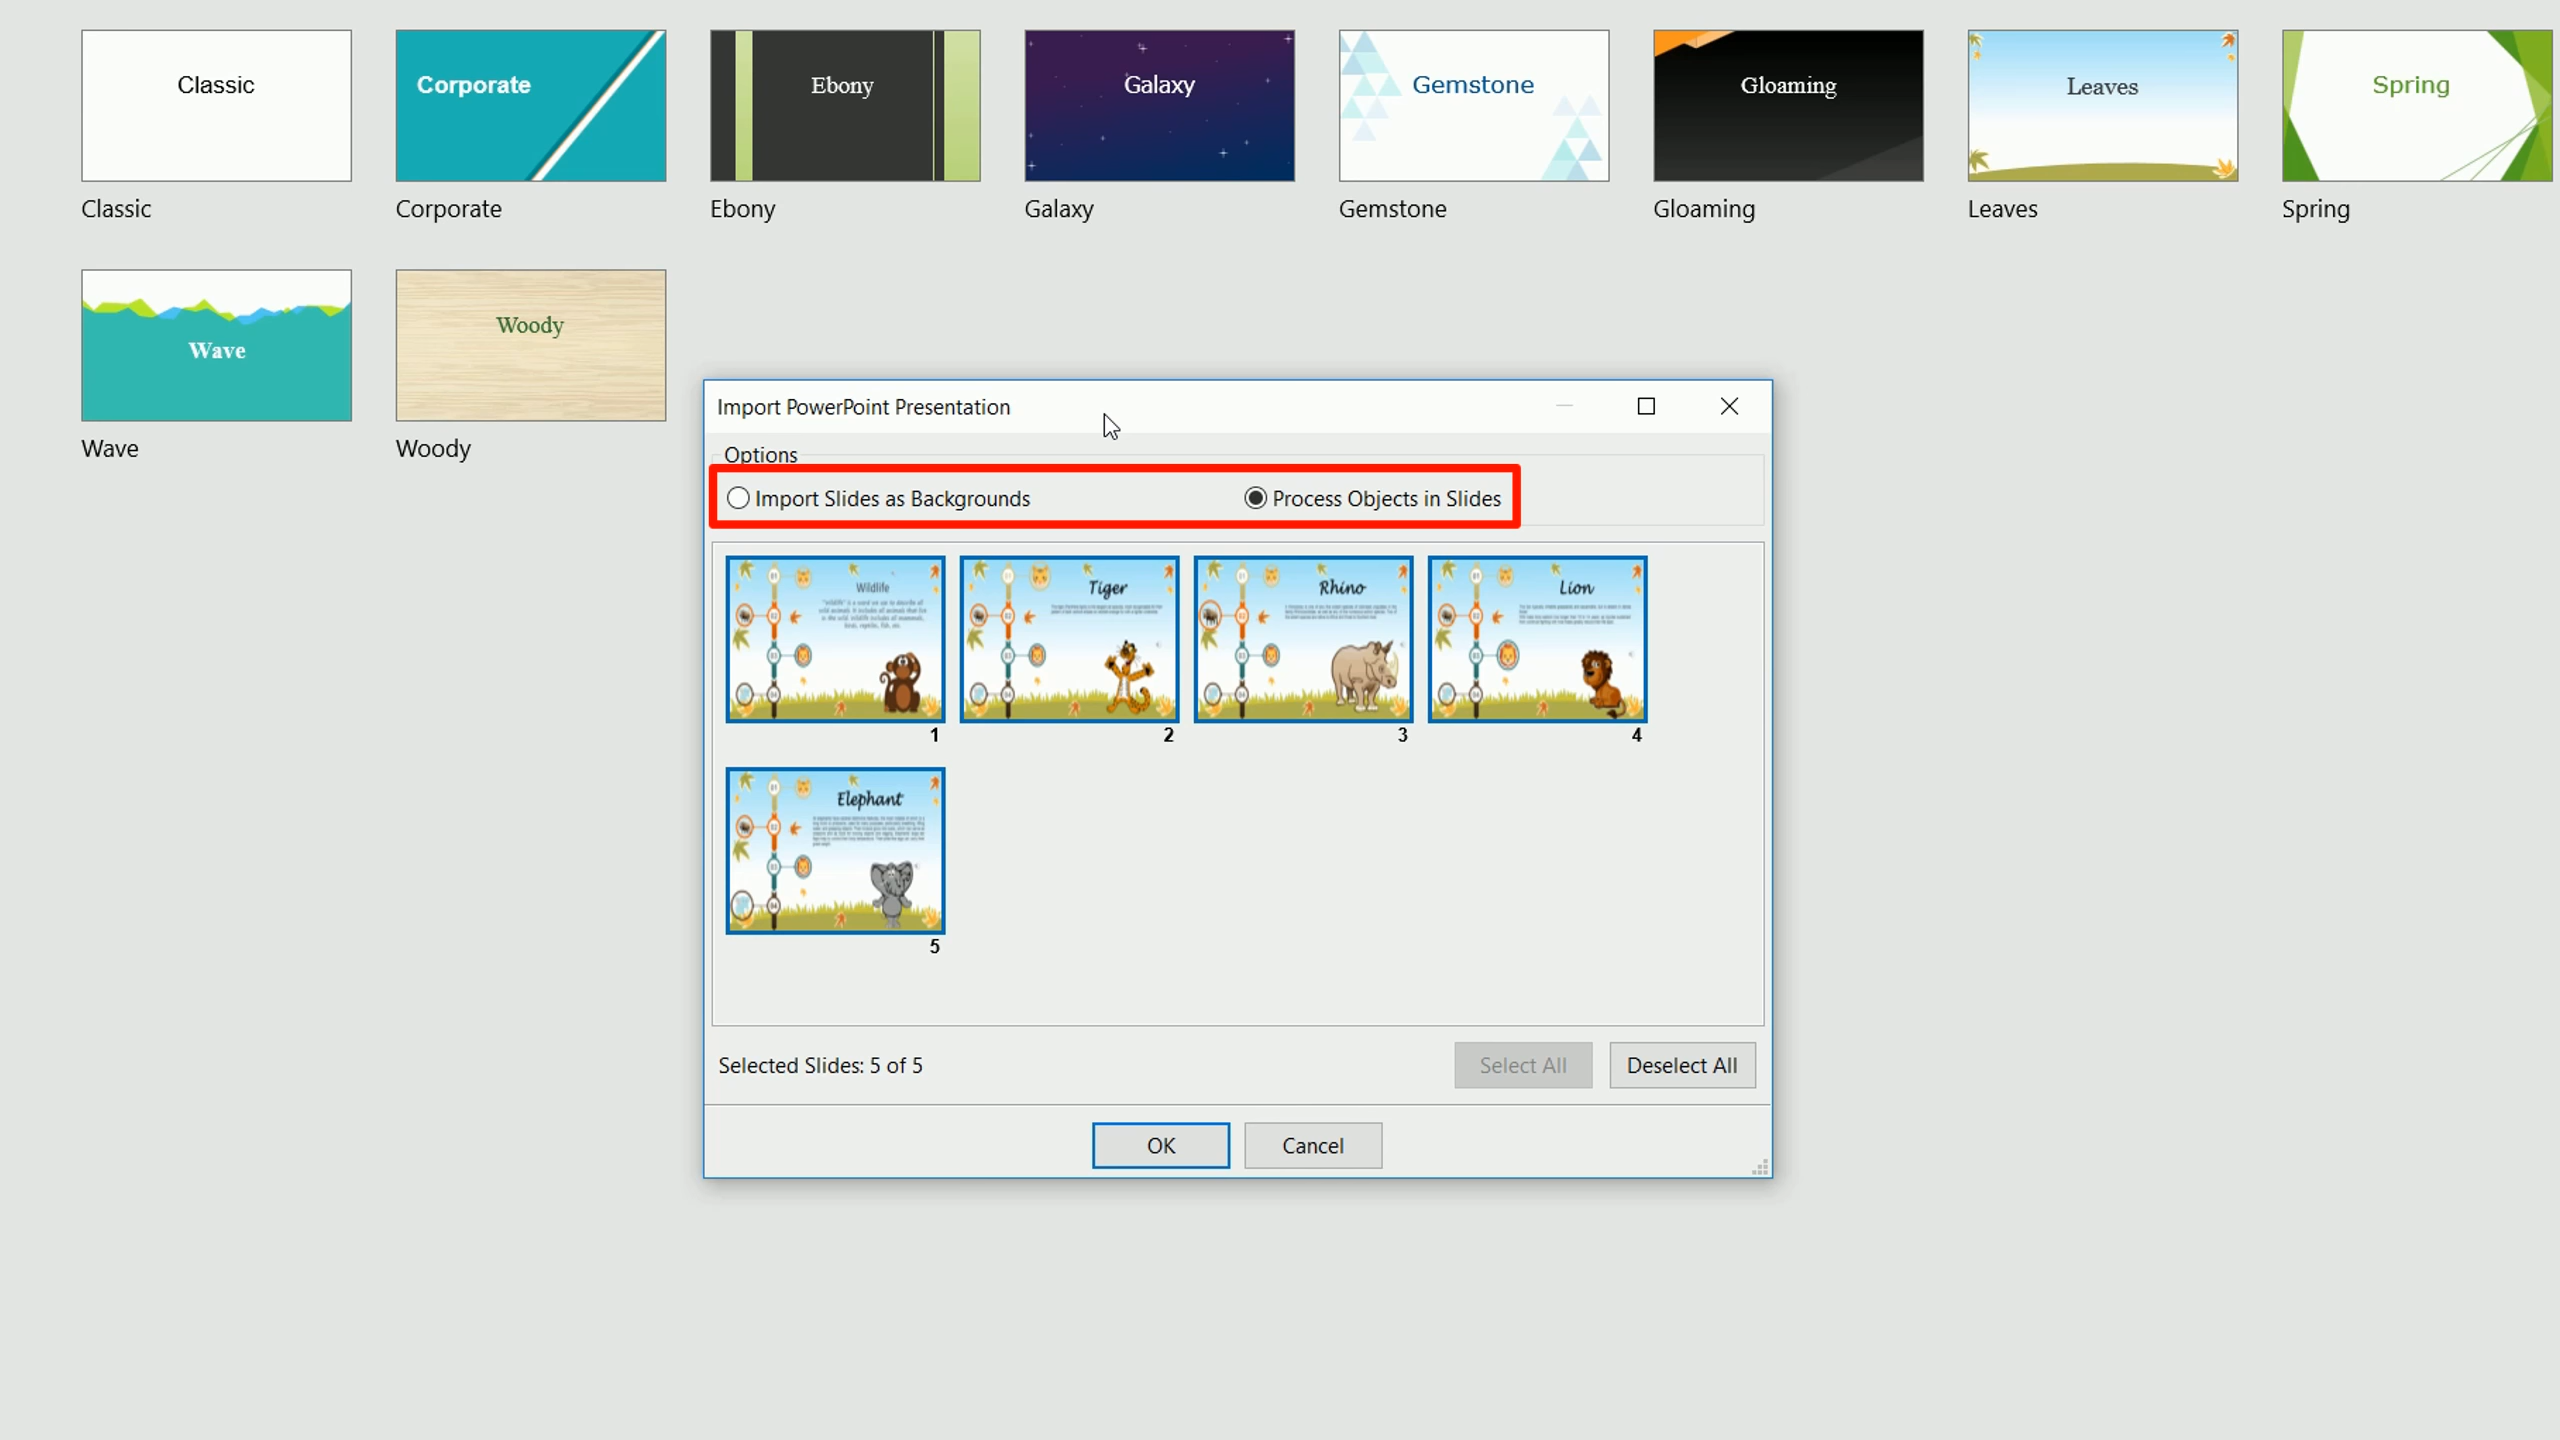 Classic
Corporate
Ebony
Galaxy
Gemstone
Gloaming
Leaves
Spring
Classic
Corporate
Ebony
Galaxy
Gemstone
Gloaming
Leaves
Spring
Wave
Woody
Wave
Woody
Import PowerPoint Presentation
Options
Import Slides as Backgrounds
Process Objects in Slides
Wildlife
Tiger
Rhino
Lion
1
2
3
4
Elephant
5
Selected Slides: 5 of 5
Select All
Deselect All
OK
Cancel